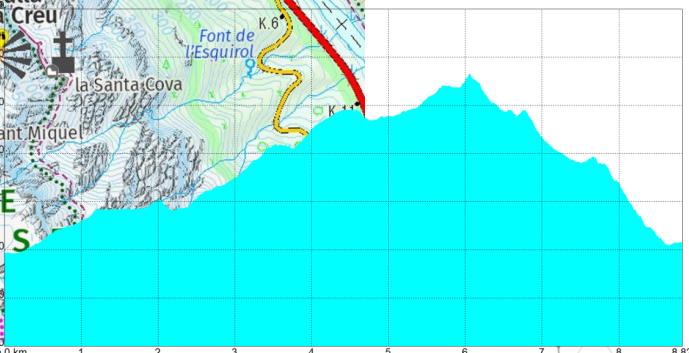 Creu
K.6
Font de
l'Esquirol
la Santa Cova
ant Miquel
E
S
0 km 1 2 3 4 5 6 7 8